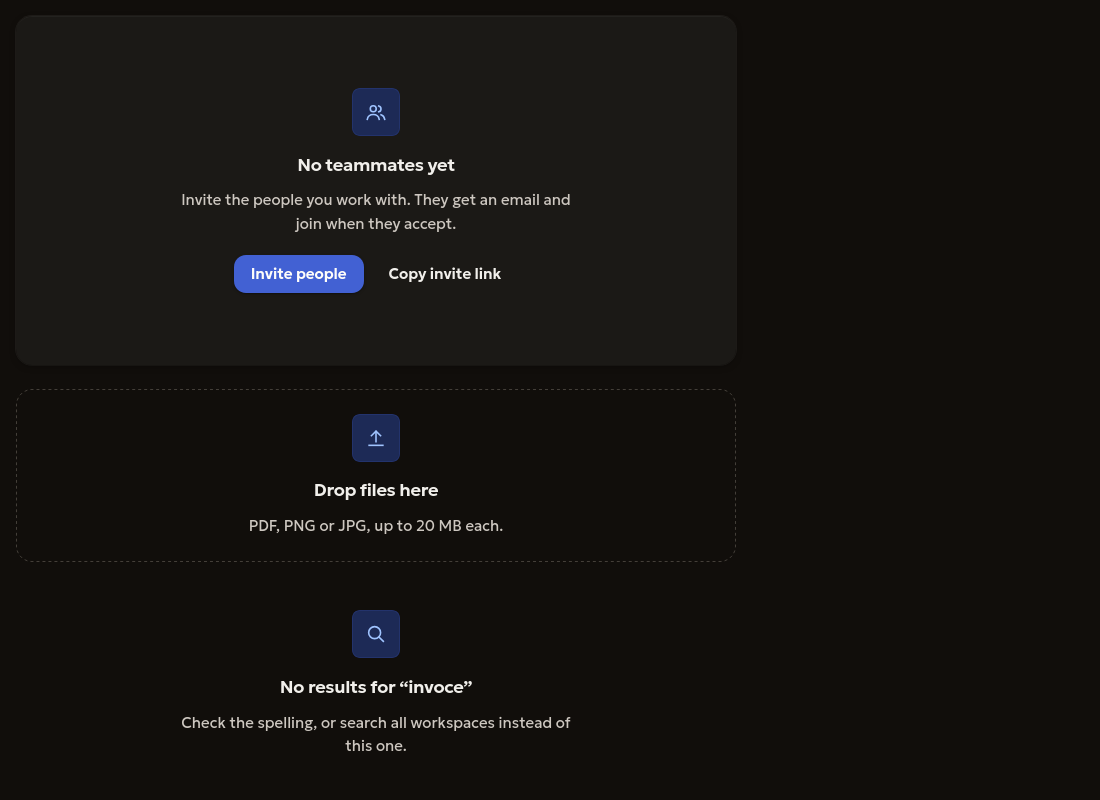 No teammates yet
Invite the people you work with. They get an email and
join when they accept.
Invite people
Copy invite link
Drop files here
PDF, PNG or JPG, up to 20 MB each.
No results for “invoce”
Check the spelling, or search all workspaces instead of
this one.